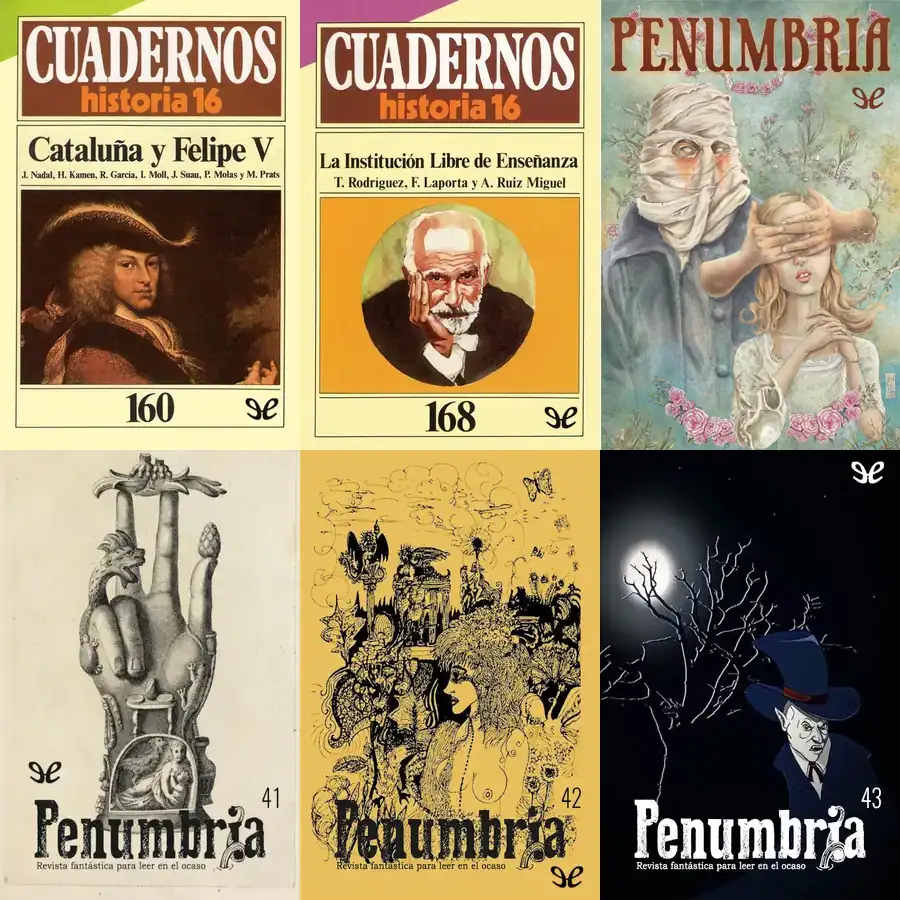 CUADERNOS
historia 16
Cataluña y Felipe V
J. Nadal, H. Kamen, R. García, I. Moll, J. Suau, P. Molas y M. Prats
160
CUADERNOS
historia 16
La Institución Libre de Enseñanza
T. Rodríguez, F. Laporta y A. Ruiz Miguel
168
PENUMBRIA
41
Penumbria
Revista fantástica para leer en el ocaso
42
Penumbria
Revista fantástica para leer en el ocaso
43
Penumbria
Revista fantástica para leer en el ocaso